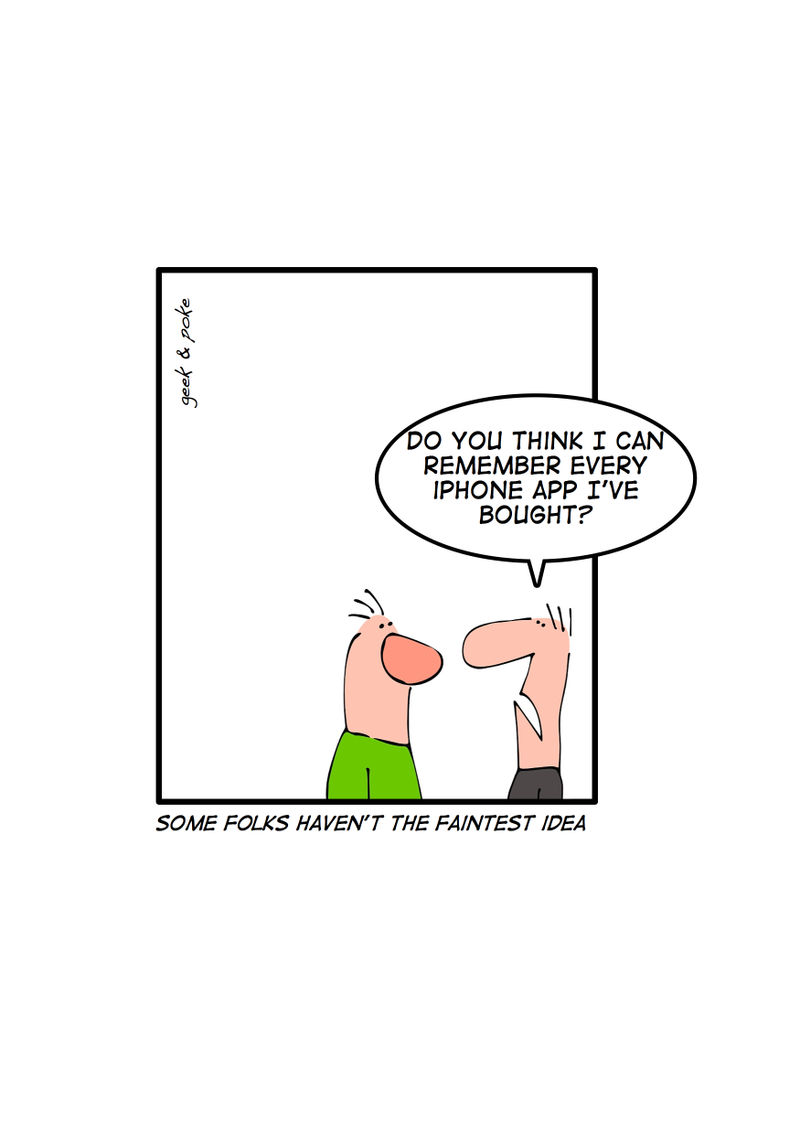 geek & poke
DO YOU THINK I CAN
REMEMBER EVERY
IPHONE APP I'VE
BOUGHT?
SOME FOLKS HAVEN'T THE FAINTEST IDEA